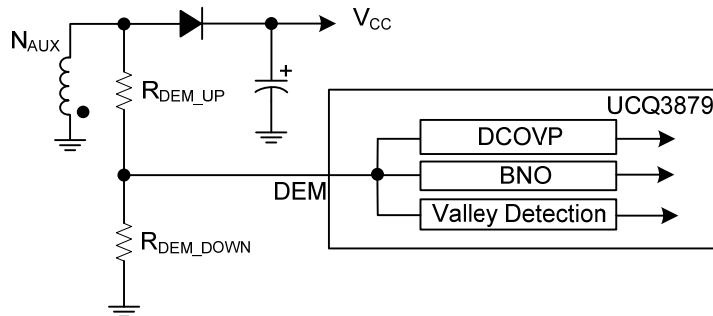 V_CC
N_AUX
+
R_DEM_UP
UCQ3879
DCOVP
BNO
DEM
Valley Detection
R_DEM_DOWN